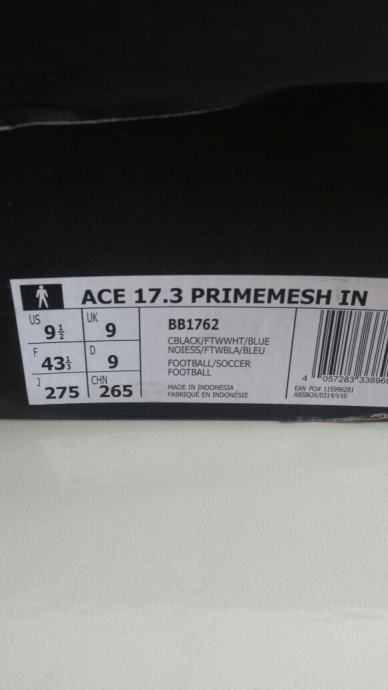 ACE 17.3 PRIMEMESH IN
US 9½ UK 9
F 43⅓ D 9
J 275 CHN 265
BB1762
CBLACK/FTWWHT/BLUE
NOIESS/FTWBLA/BLEU
FOOTBALL/SOCCER
FOOTBALL
MADE IN INDONESIA
FABRIQUÉ EN INDONÉSIE
4 057283 33896
EAN PO# 115996281
ABSBOX/0314/V10